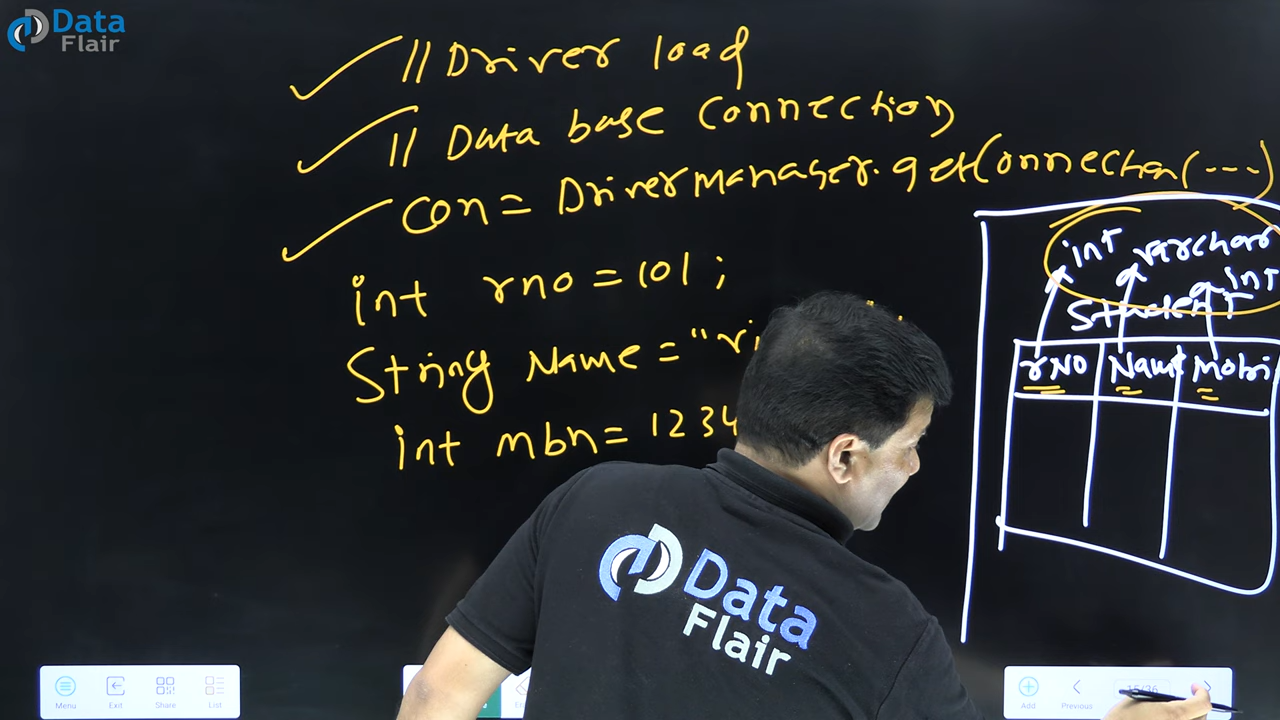 Data
Flair
// Driver load
// Data base connection
con = DriverManager.getConnection(----)
int rno = 101 ;
String Name = "vi
int mbn = 1234
int varchar int
Student
rNO Name Mobi
Data
Flair
Menu Exit Share List
Add Previous